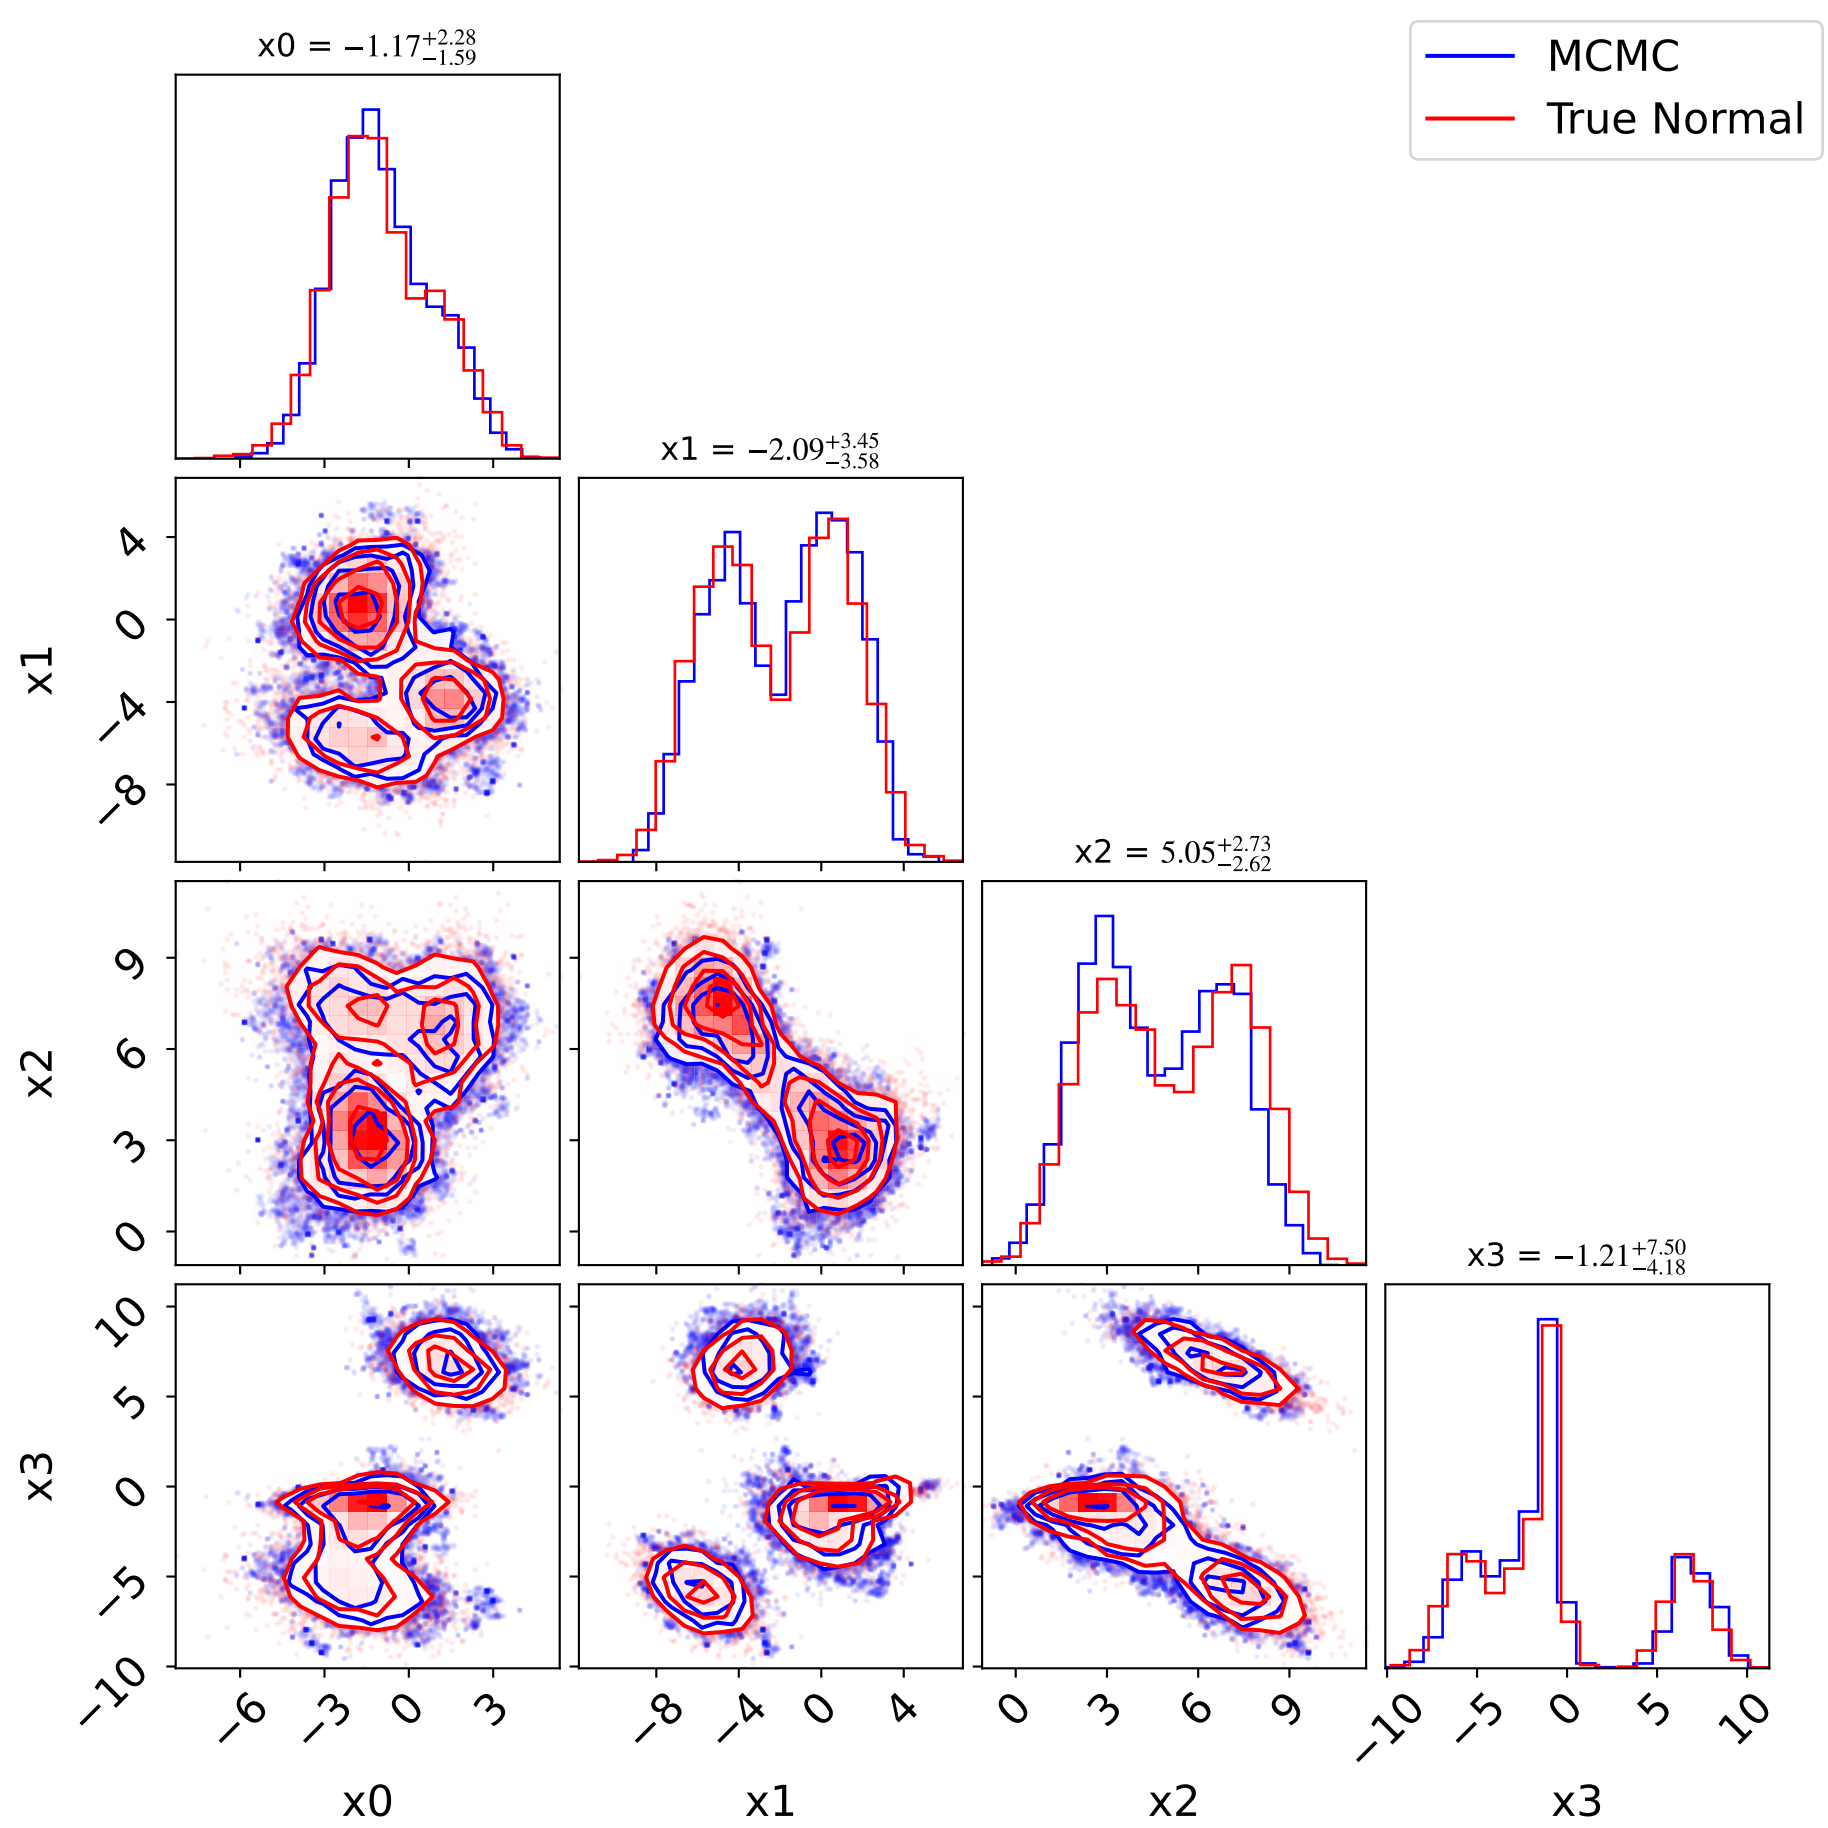 x0 = −1.17+2.28−1.59
MCMC
True Normal
x1 = −2.09+3.45−3.58
4
0
−4
−8
x1
x2 = 5.05+2.73−2.62
9
6
3
0
x2
x3 = −1.21+7.50−4.18
10
5
0
−5
−10
x3
−6 −3 0 3 −8 −4 0 4 0 3 6 9 −10 −5 0 5 10
x0 x1 x2 x3